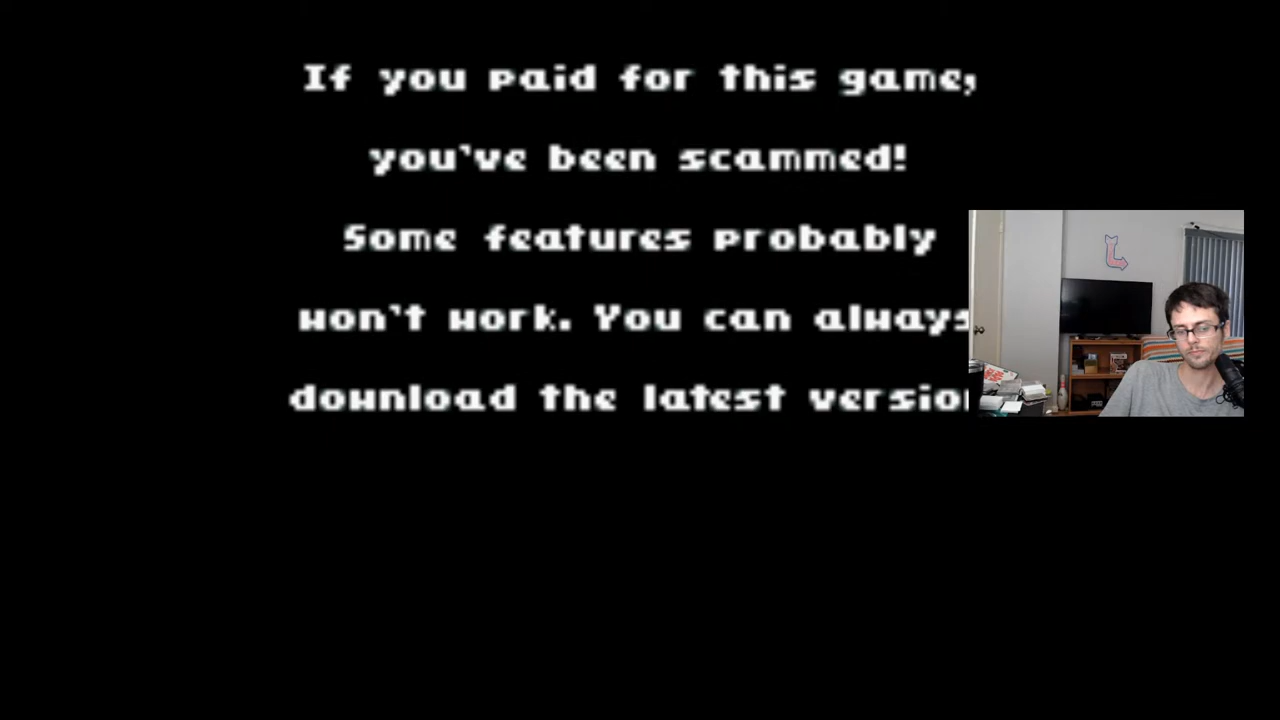 If you paid for this game,
you've been scammed!
Some features probably
won't work. You can always
download the latest version